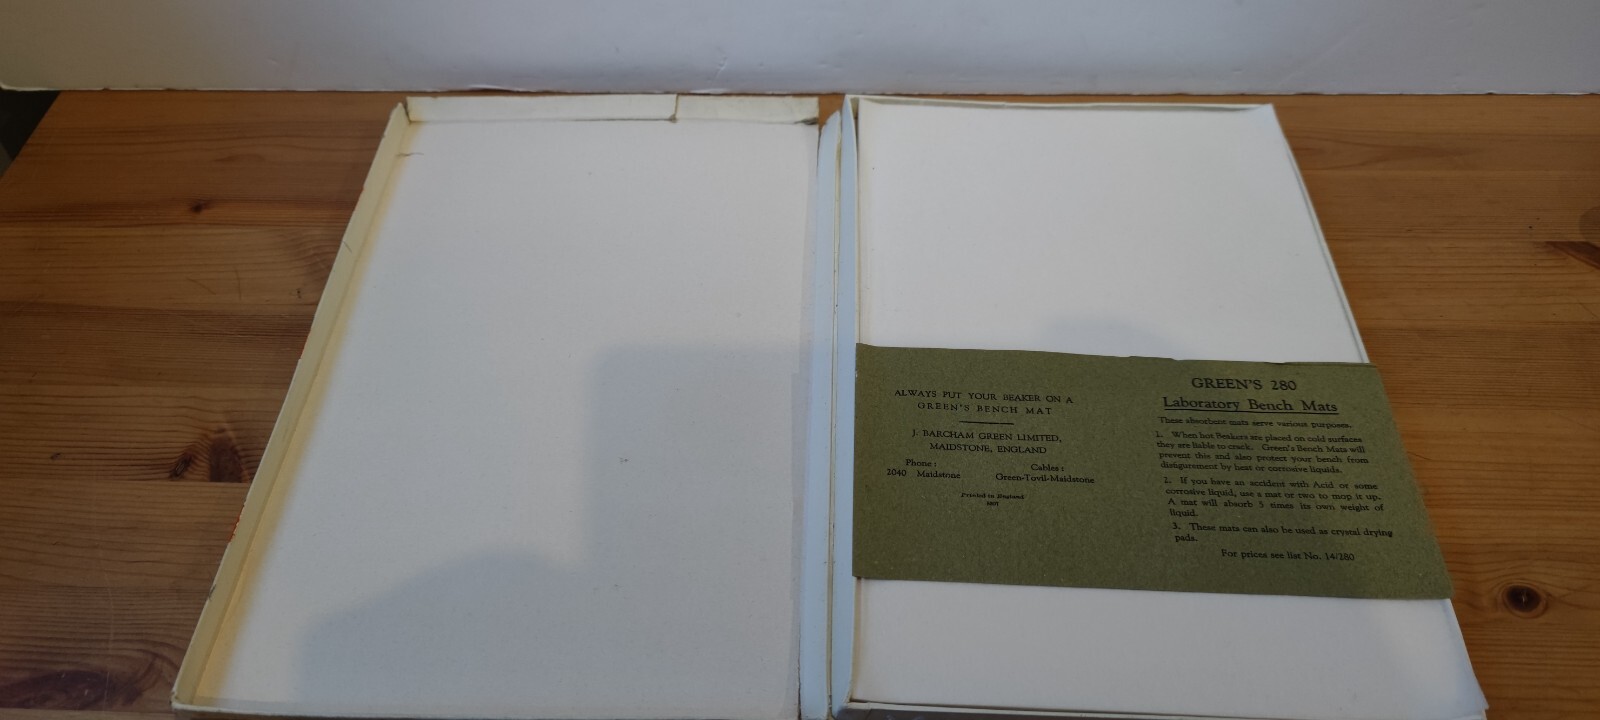 ALWAYS PUT YOUR BEAKER ON A
GREEN'S BENCH MAT
J. BARCHAM GREEN LIMITED,
MAIDSTONE, ENGLAND
Phone :
2040 Maidstone
Cables :
Green-Tovil-Maidstone
Printed in England
GREEN'S 280
Laboratory Bench Mats
These absorbent mats serve various purposes.
1. When hot Beakers are placed on cold surfaces
they are liable to crack. Green's Bench Mats will
prevent this and also protect your bench from
disfigurement by heat or corrosive liquids.
2. If you have an accident with Acid or some
corrosive liquid, use a mat or two to mop it up.
A mat will absorb 5 times its own weight of
liquid.
3. These mats can also be used as crystal drying
pads.
For prices see list No. 14/280